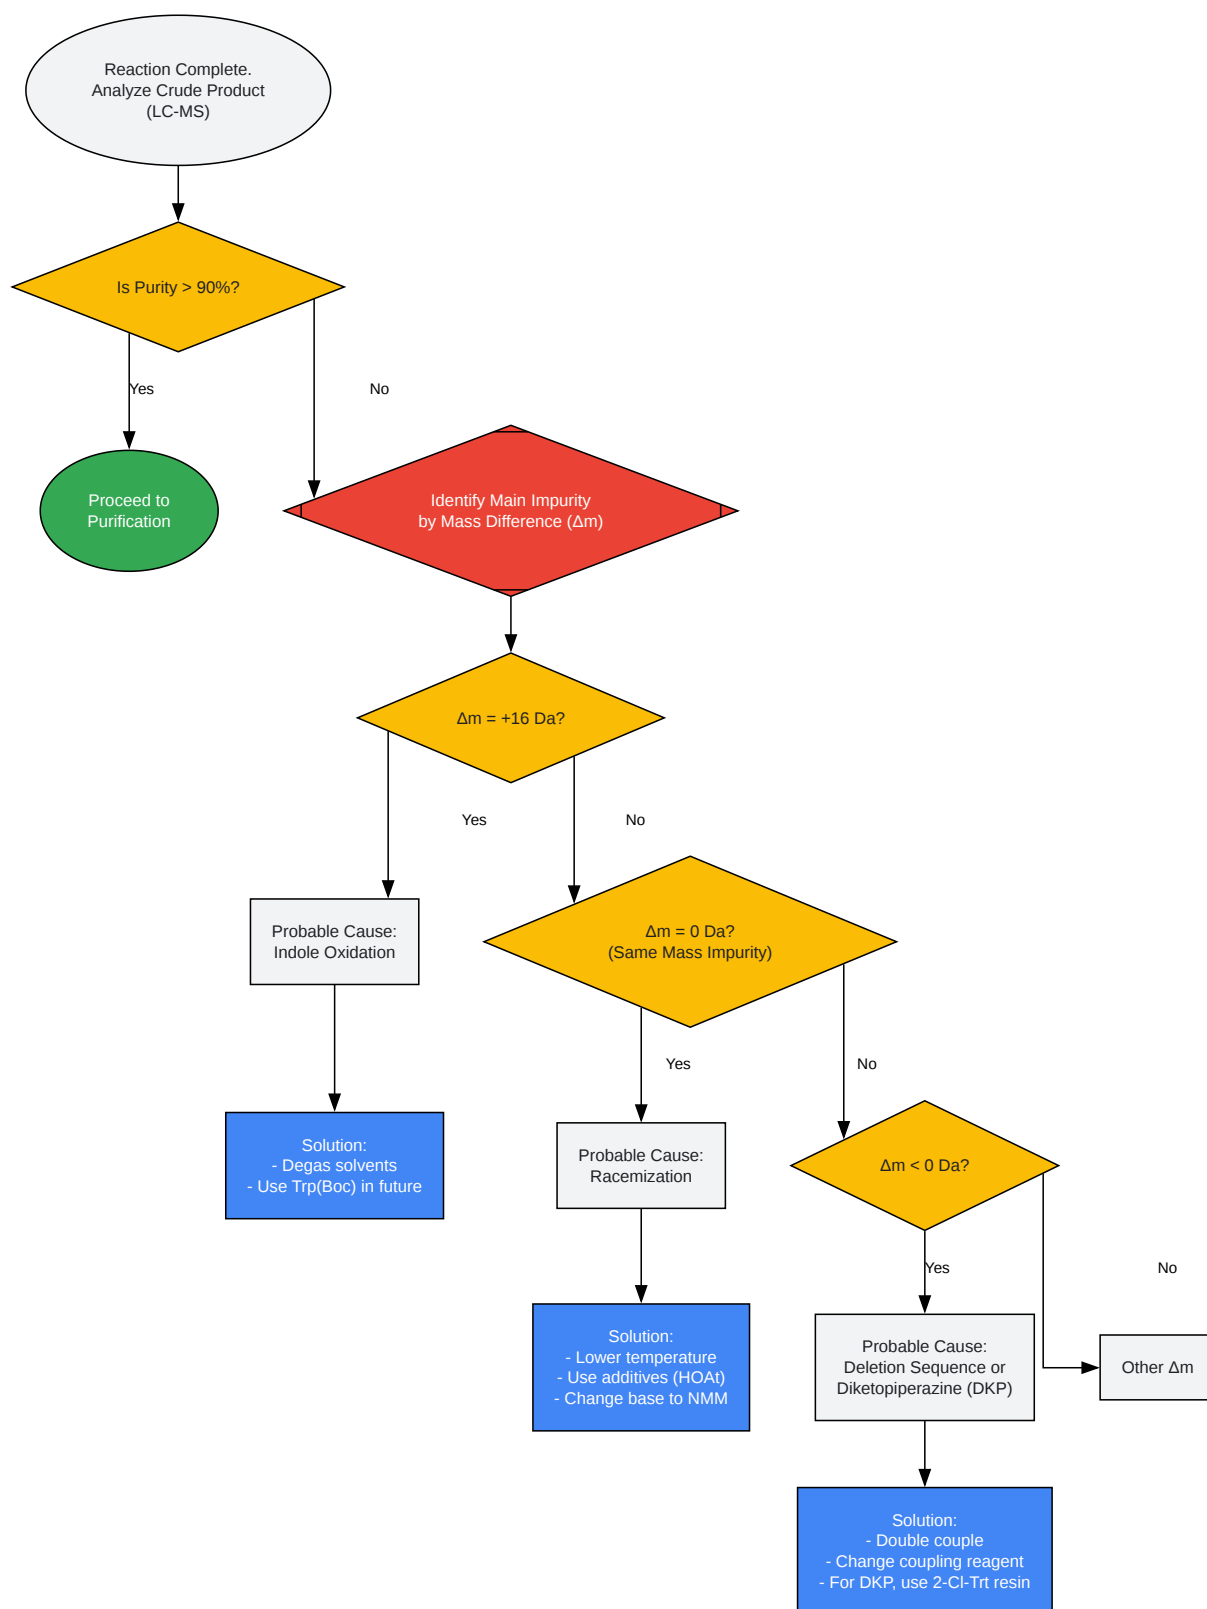 Reaction Complete.
Analyze Crude Product
(LC-MS)
Is Purity > 90%?
Yes
No
Proceed to
Purification
Identify Main Impurity
by Mass Difference (Δm)
Δm = +16 Da?
Yes
No
Probable Cause:
Indole Oxidation
Δm = 0 Da?
(Same Mass Impurity)
Yes
No
Solution:
- Degas solvents
- Use Trp(Boc) in future
Probable Cause:
Racemization
Δm < 0 Da?
Yes
No
Solution:
- Lower temperature
- Use additives (HOAt)
- Change base to NMM
Probable Cause:
Deletion Sequence or
Diketopiperazine (DKP)
Other Δm
Solution:
- Double couple
- Change coupling reagent
- For DKP, use 2-Cl-Trt resin